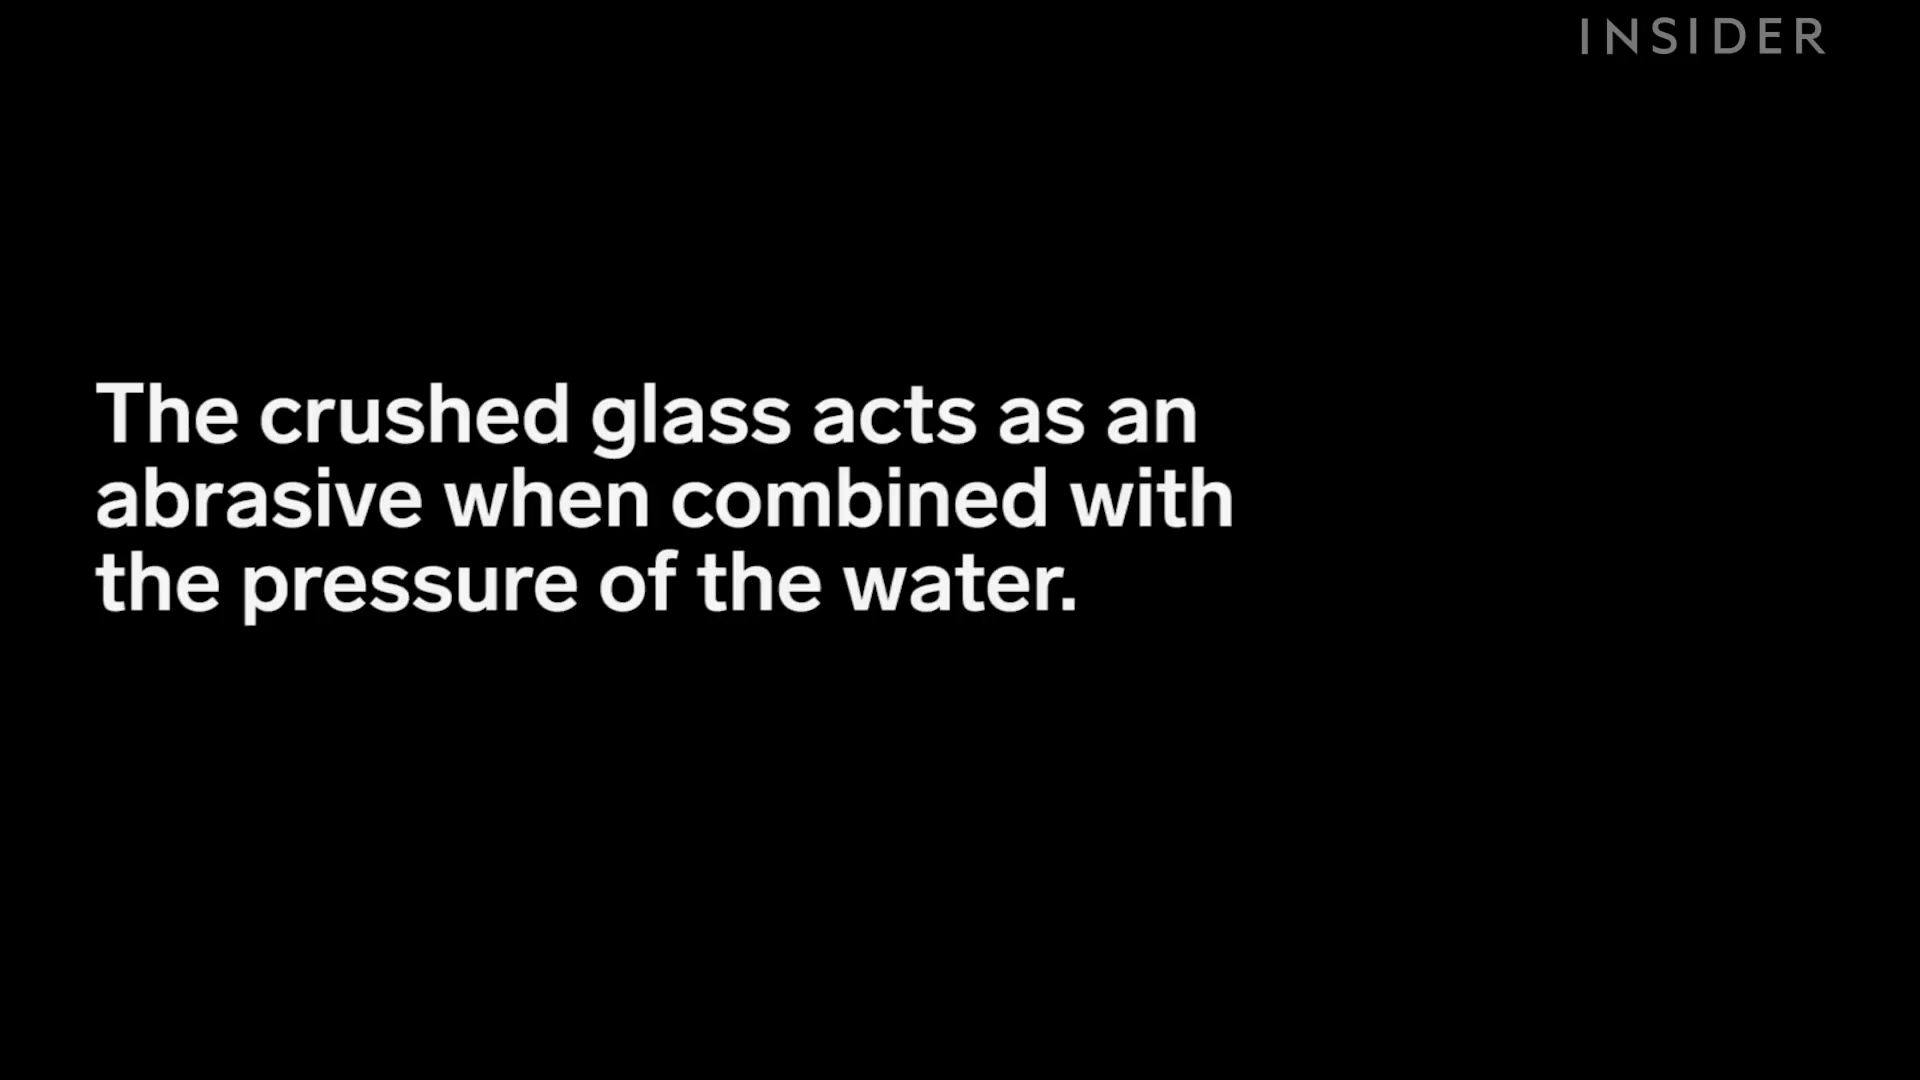 INSIDER
The crushed glass acts as an
abrasive when combined with
the pressure of the water.